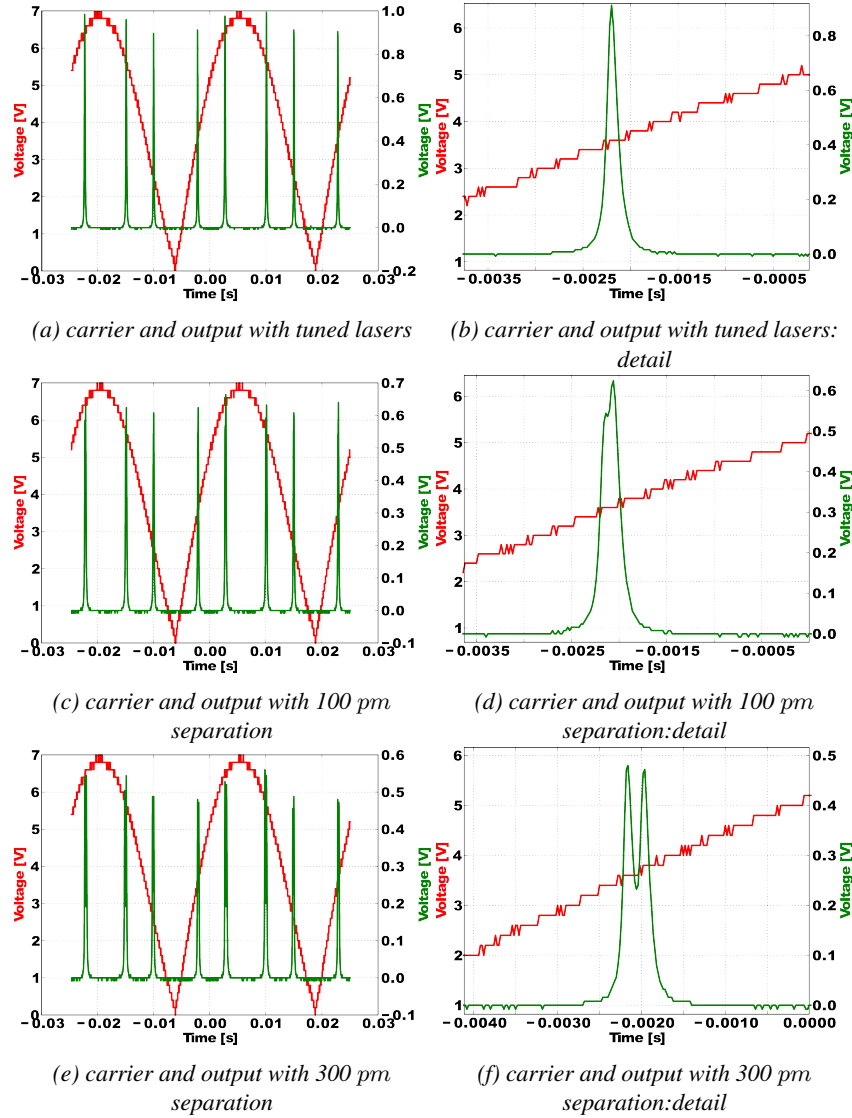 7
6
5
4
3
2
1
0
1.0
0.8
0.6
0.4
0.2
0.0
−0.2
−0.03 −0.02 −0.01 0.00 0.01 0.02 0.03
Voltage [V]
Voltage [V]
Time [s]
(a) carrier and output with tuned lasers
6
5
4
3
2
1
0.8
0.6
0.4
0.2
0.0
−0.0035 −0.0025 −0.0015 −0.0005
Voltage [V]
Voltage [V]
Time [s]
(b) carrier and output with tuned lasers:
detail
7
6
5
4
3
2
1
0
0.7
0.6
0.5
0.4
0.3
0.2
0.1
0.0
−0.1
−0.03 −0.02 −0.01 0.00 0.01 0.02 0.03
Voltage [V]
Voltage [V]
Time [s]
(c) carrier and output with 100 pm
separation
6
5
4
3
2
1
0.6
0.5
0.4
0.3
0.2
0.1
0.0
−0.0035 −0.0025 −0.0015 −0.0005
Voltage [V]
Voltage [V]
Time [s]
(d) carrier and output with 100 pm
separation:detail
7
6
5
4
3
2
1
0
0.6
0.5
0.4
0.3
0.2
0.1
0.0
−0.1
−0.03 −0.02 −0.01 0.00 0.01 0.02 0.03
Voltage [V]
Voltage [V]
Time [s]
(e) carrier and output with 300 pm
separation
6
5
4
3
2
1
0.5
0.4
0.3
0.2
0.1
0.0
−0.0040 −0.0030 −0.0020 −0.0010 0.0000
Voltage [V]
Voltage [V]
Time [s]
(f) carrier and output with 300 pm
separation:detail